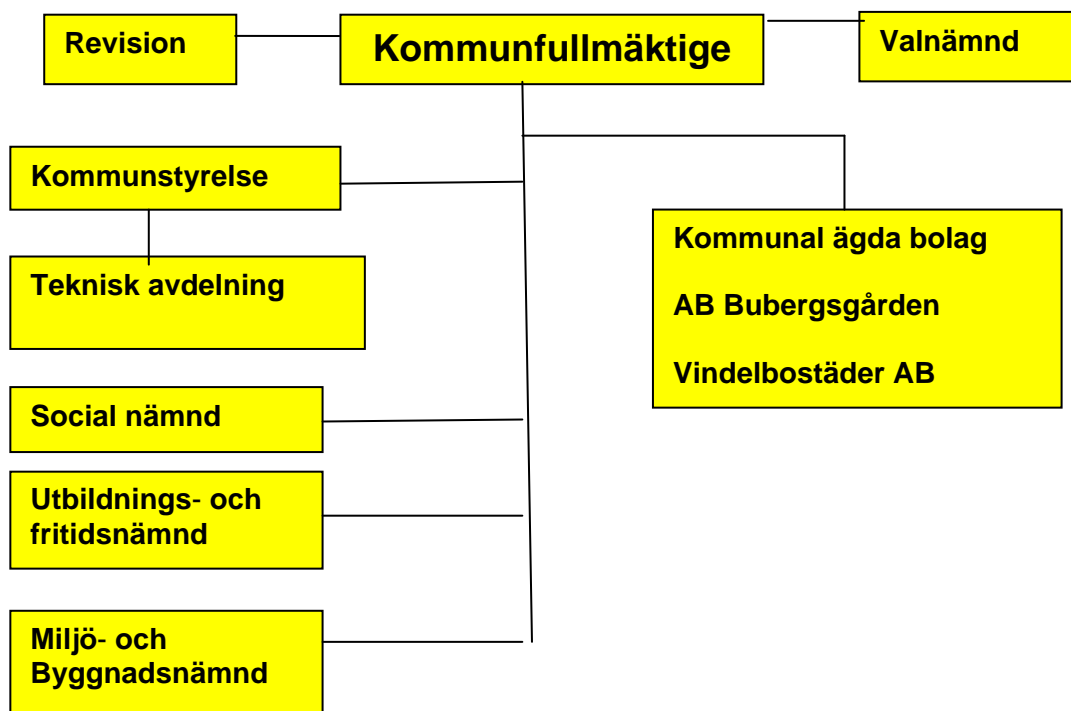 Revision
Kommunfullmäktige
Valnämnd
Kommunstyrelse
Teknisk avdelning
Kommunal ägda bolag
AB Bubergsgården
Vindelbostäder AB
Social nämnd
Utbildnings- och
fritidsnämnd
Miljö- och
Byggnadsnämnd